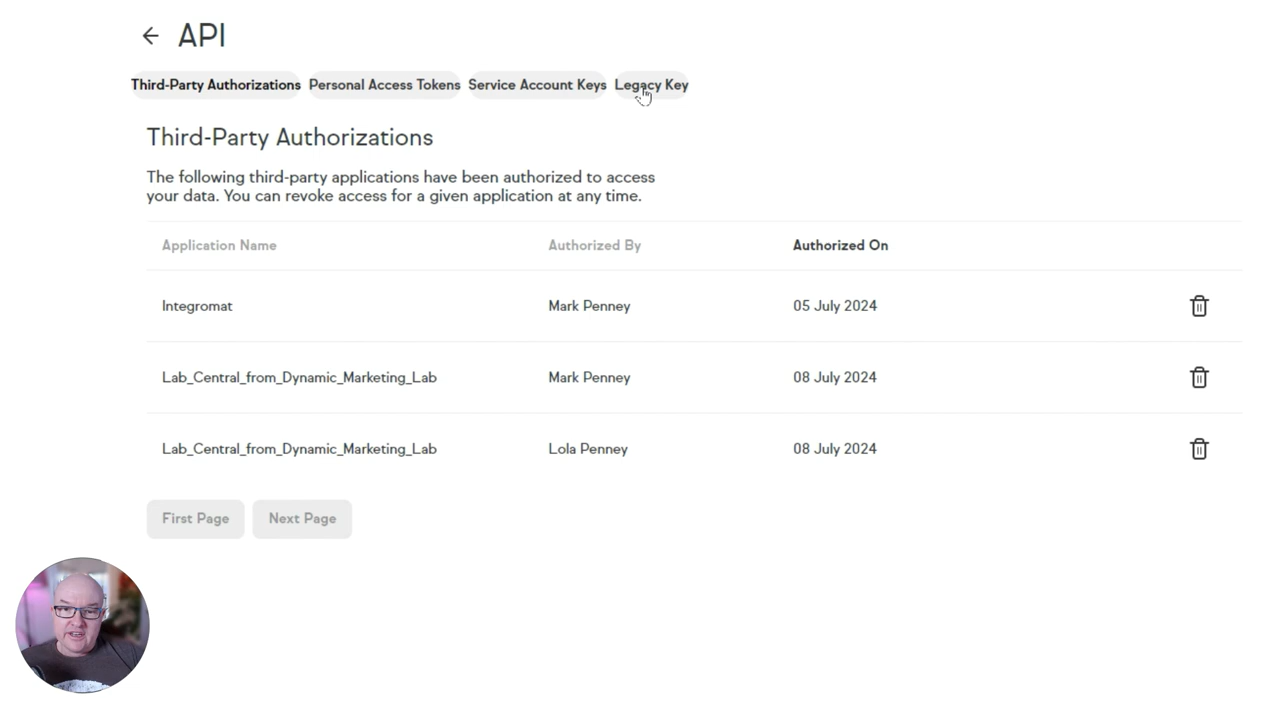 API
Third-Party Authorizations Personal Access Tokens Service Account Keys Legacy Key
Third-Party Authorizations
The following third-party applications have been authorized to access
your data. You can revoke access for a given application at any time.
Application Name Authorized By Authorized On
Integromat Mark Penney 05 July 2024
Lab_Central_from_Dynamic_Marketing_Lab Mark Penney 08 July 2024
Lab_Central_from_Dynamic_Marketing_Lab Lola Penney 08 July 2024
First Page Next Page